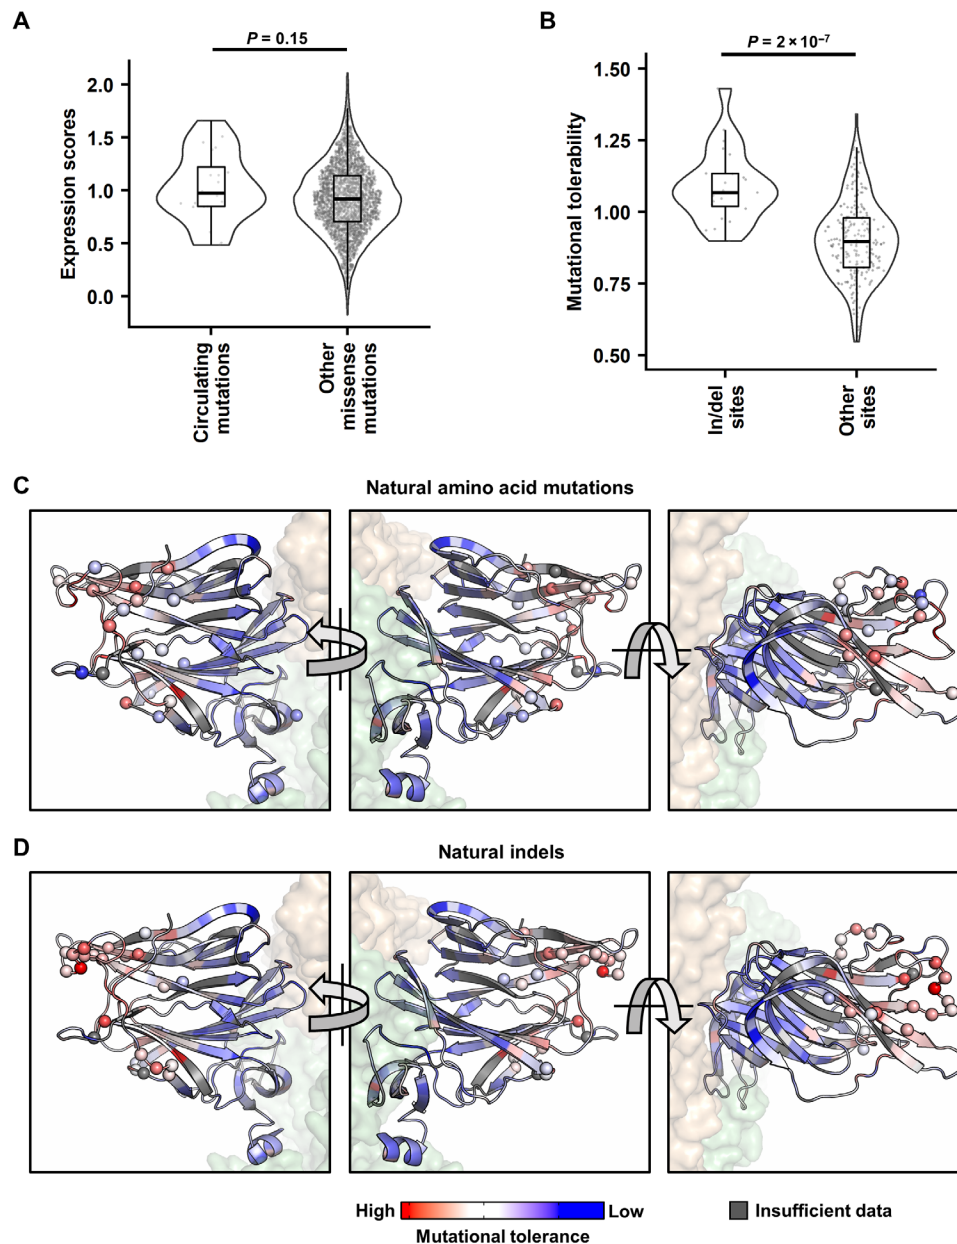 A
P = 0.15
Expression scores
2.0
1.5
1.0
0.5
0.0
Circulating
mutations
Other
missense
mutations
B
P = 2 × 10⁻⁷
Mutational tolerability
1.50
1.25
1.00
0.75
0.50
In/del
sites
Other
sites
C
Natural amino acid mutations
D
Natural indels
High
Low
Mutational tolerance
Insufficient data